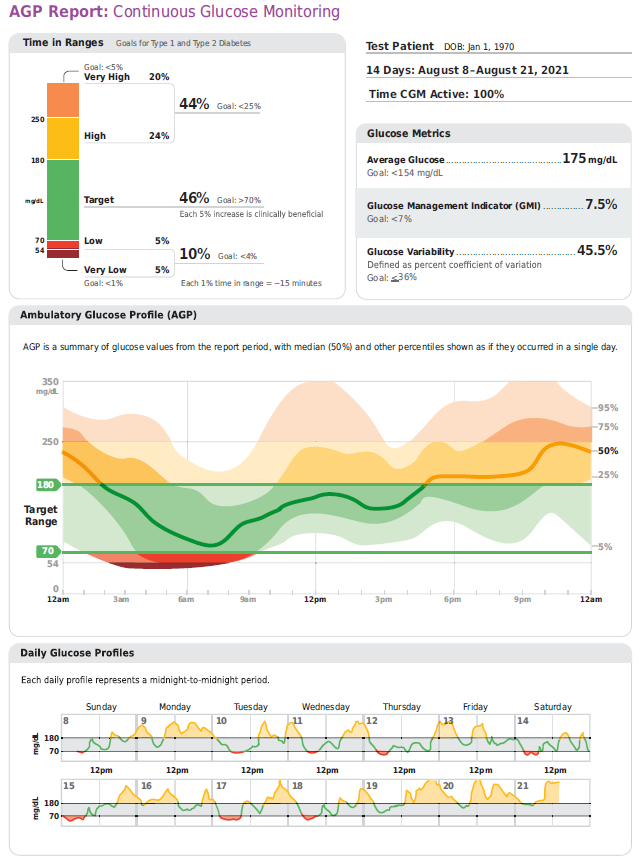 AGP Report: Continuous Glucose Monitoring
Time in Ranges Goals for Type 1 and Type 2 Diabetes
Goal: <5%
Very High 20%
44% Goal: <25%
250
High 24%
180
mg/dL
Target 46% Goal: >70%
Each 5% increase is clinically beneficial
70
Low 5%
54
10% Goal: <4%
Very Low 5%
Goal: <1%
Each 1% time in range = ~15 minutes
Test Patient DOB: Jan 1, 1970
14 Days: August 8–August 21, 2021
Time CGM Active: 100%
Glucose Metrics
Average Glucose 175 mg/dL
Goal: <154 mg/dL
Glucose Management Indicator (GMI) 7.5%
Goal: <7%
Glucose Variability 45.5%
Defined as percent coefficient of variation
Goal: ≤36%
Ambulatory Glucose Profile (AGP)
AGP is a summary of glucose values from the report period, with median (50%) and other percentiles shown as if they occurred in a single day.
350
mg/dL
95%
75%
250
50%
25%
180
Target
Range
70
5%
54
0
12am 3am 6am 9am 12pm 3pm 6pm 9pm 12am
Daily Glucose Profiles
Each daily profile represents a midnight-to-midnight period.
Sunday Monday Tuesday Wednesday Thursday Friday Saturday
8 9 10 11 12 13 14
mg/dL
180
70
12pm 12pm 12pm 12pm 12pm 12pm 12pm
15 16 17 18 19 20 21
mg/dL
180
70